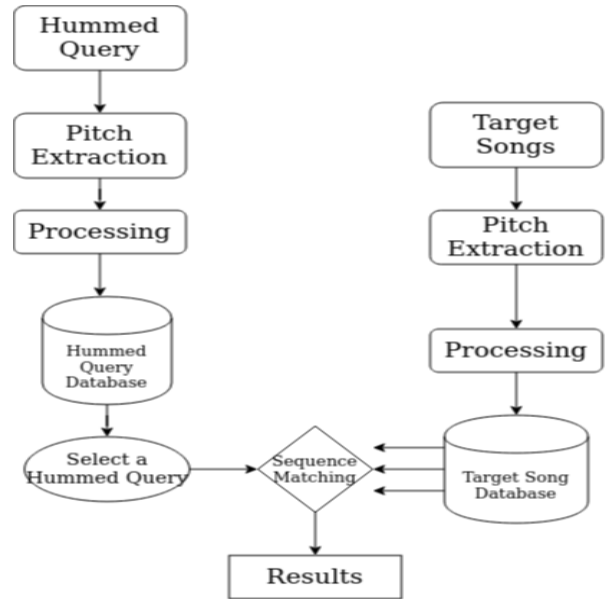 Hummed
Query
Pitch
Extraction
Processing
Hummed
Query
Database
Select a
Hummed Query
Target
Songs
Pitch
Extraction
Processing
Target Song
Database
Sequence
Matching
Results